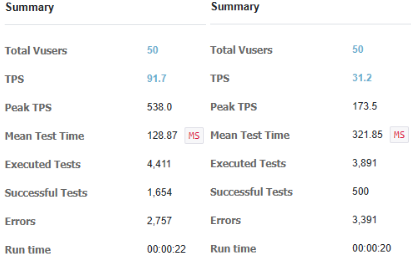 Summary
Total Vusers 50
TPS 91.7
Peak TPS 538.0
Mean Test Time 128.87 MS
Executed Tests 4,411
Successful Tests 1,654
Errors 2,757
Run time 00:00:22
Summary
Total Vusers 50
TPS 31.2
Peak TPS 173.5
Mean Test Time 321.85 MS
Executed Tests 3,891
Successful Tests 500
Errors 3,391
Run time 00:00:20